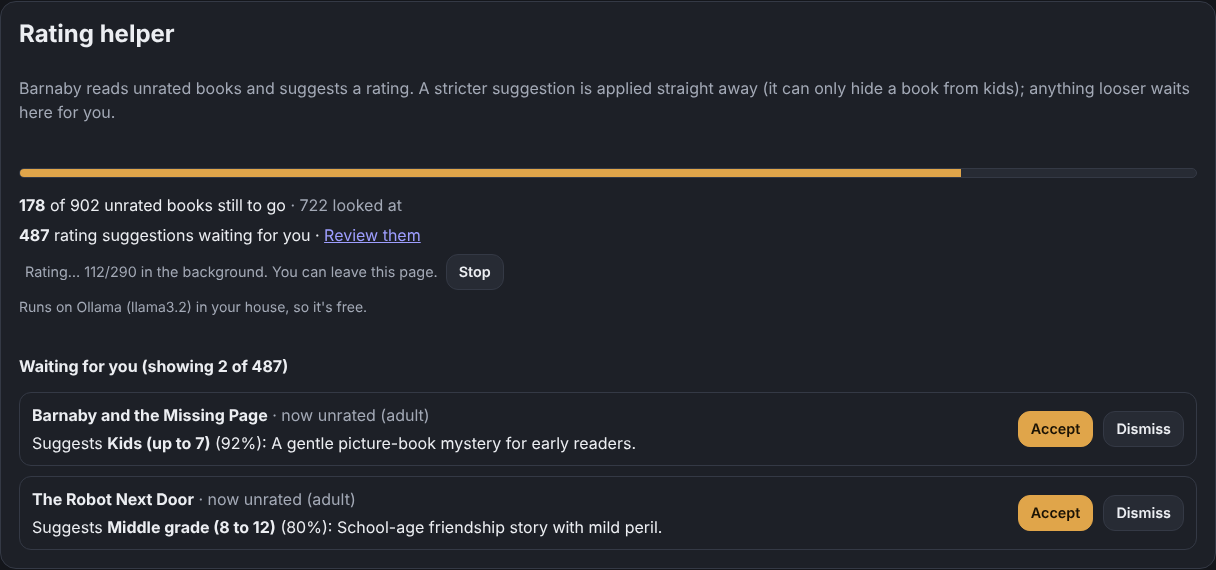 Rating helper
Barnaby reads unrated books and suggests a rating. A stricter suggestion is applied straight away (it can only hide a book from kids); anything looser waits
here for you.
178 of 902 unrated books still to go · 722 looked at
487 rating suggestions waiting for you · Review them
Rating... 112/290 in the background. You can leave this page. Stop
Runs on Ollama (llama3.2) in your house, so it's free.
Waiting for you (showing 2 of 487)
Barnaby and the Missing Page · now unrated (adult)
Suggests Kids (up to 7) (92%): A gentle picture-book mystery for early readers.
Accept Dismiss
The Robot Next Door · now unrated (adult)
Suggests Middle grade (8 to 12) (80%): School-age friendship story with mild peril.
Accept Dismiss